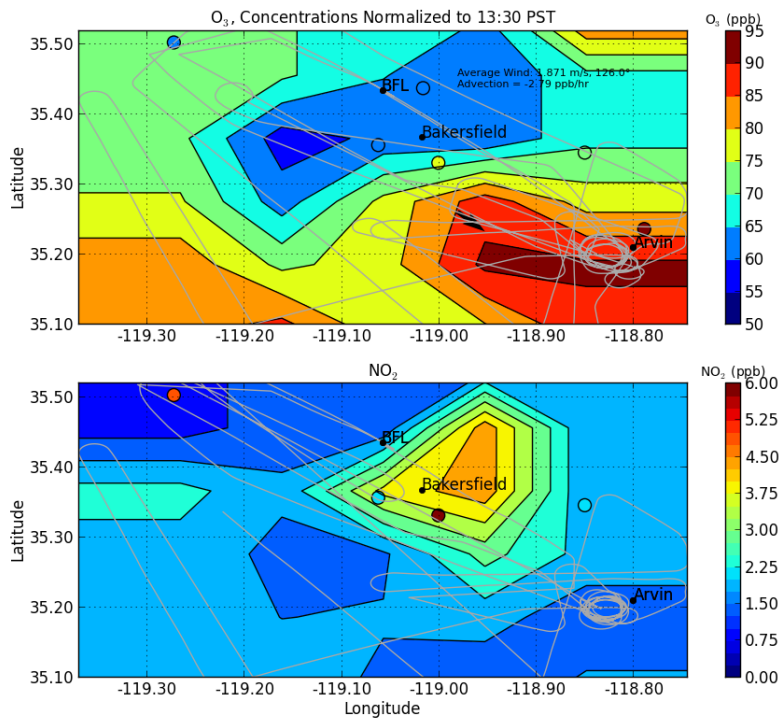 O₃, Concentrations Normalized to 13:30 PST
O₃ (ppb)
35.50
35.40
35.30
35.20
35.10
Latitude
Average Wind: 1.871 m/s, 126.0°
Advection = -2.79 ppb/hr
BFL
Bakersfield
Arvin
-119.30
-119.20
-119.10
-119.00
-118.90
-118.80
95
90
85
80
75
70
65
60
55
50
NO₂
NO₂ (ppb)
35.50
35.40
35.30
35.20
35.10
Latitude
BFL
Bakersfield
Arvin
-119.30
-119.20
-119.10
-119.00
-118.90
-118.80
Longitude
6.00
5.25
4.50
3.75
3.00
2.25
1.50
0.75
0.00